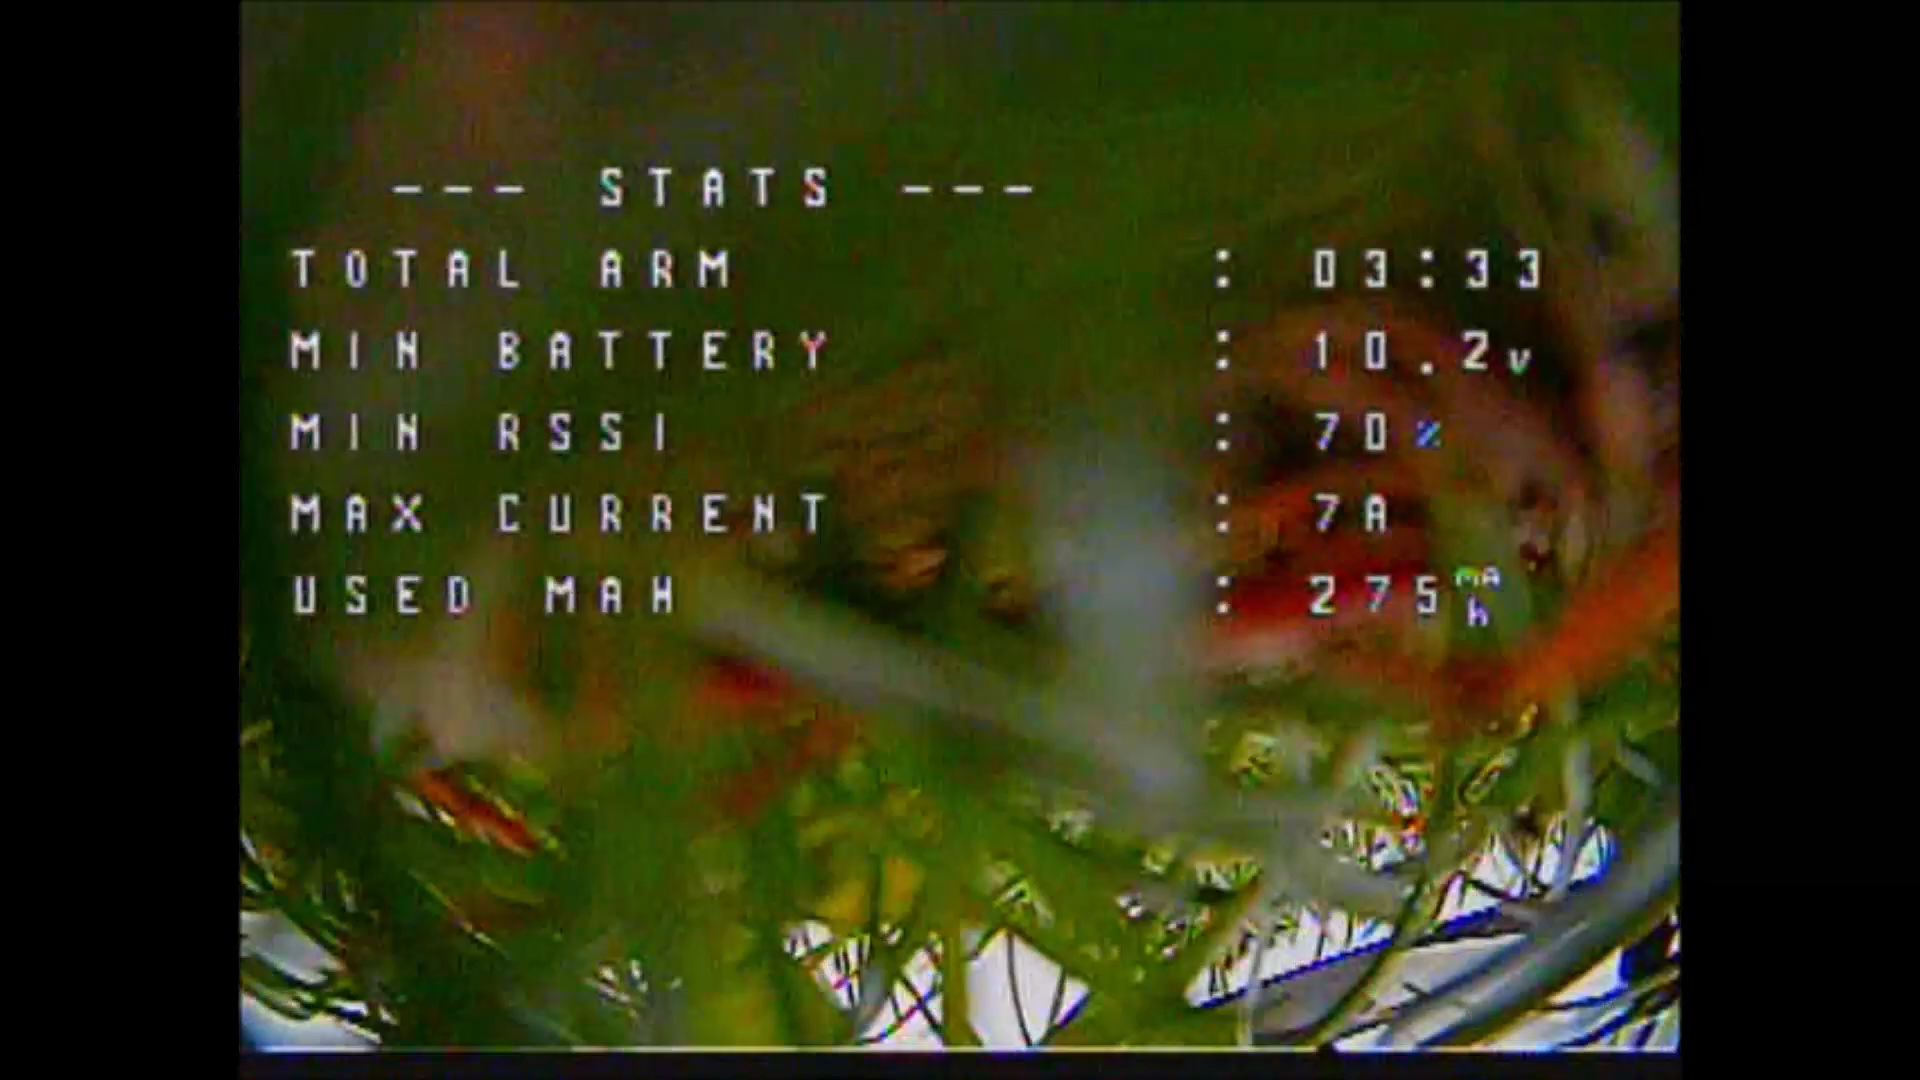 --- STATS ---
TOTAL ARM : 03:33
MIN BATTERY : 10.2v
MIN RSSI : 70%
MAX CURRENT : 7A
USED MAH : 275mAh